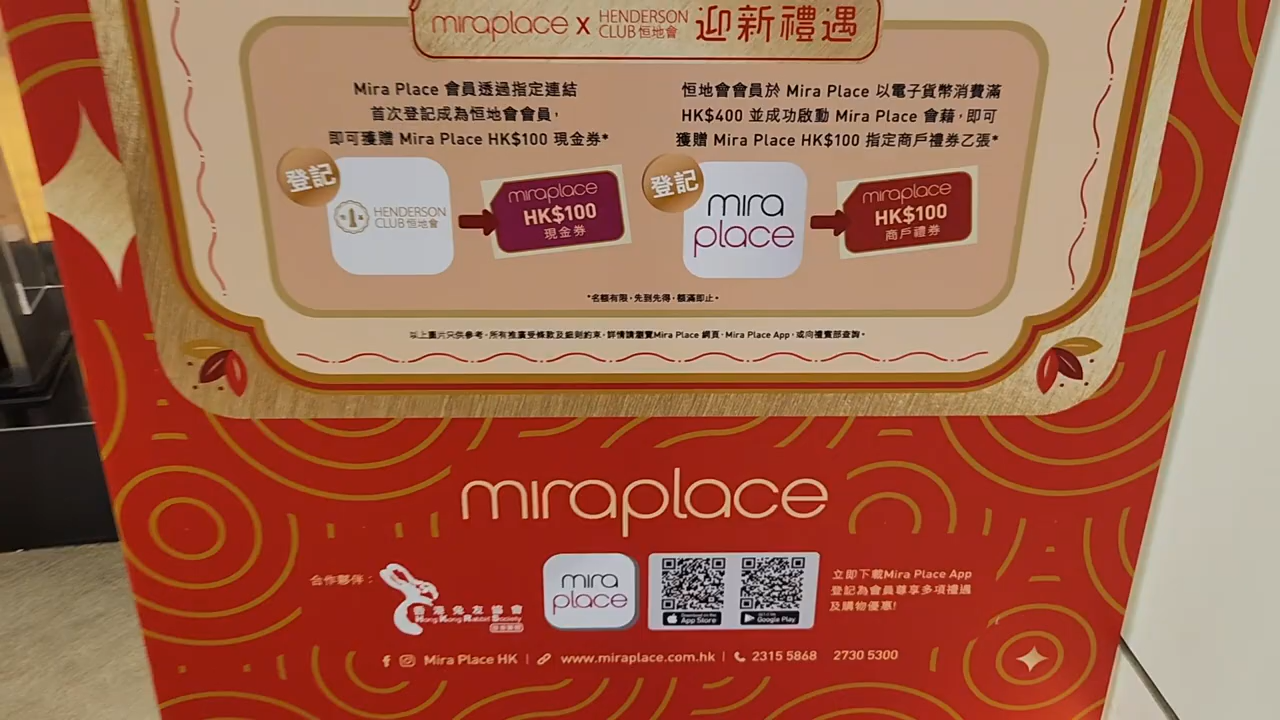 miraplace x HENDERSON CLUB 恒地會 迎新禮遇
Mira Place 會員透過指定連結
首次登記成為恒地會會員，
即可獲贈 Mira Place HK$100 現金券*
登記
HENDERSON
CLUB 恒地會
miraplace
HK$100
現金券
恒地會會員於 Mira Place 以電子貨幣消費滿
HK$400 並成功啟動 Mira Place 會藉，即可
獲贈 Mira Place HK$100 指定商戶禮券乙張*
登記
mira
place
miraplace
HK$100
商戶禮券
*名額有限，先到先得，額滿即止。
以上圖片只供參考。所有推廣受條款及細則約束，詳情請瀏覽Mira Place 網頁、Mira Place App，或向禮賓部查詢。
miraplace
合作夥伴：
香港兔友協會
Hong Kong Rabbit Society
mira
place
Download on the
App Store
GET IT ON
Google Play
立即下載Mira Place App
登記為會員尊享多項禮遇
及購物優惠!
Mira Place HK | www.miraplace.com.hk | 2315 5868 2730 5300